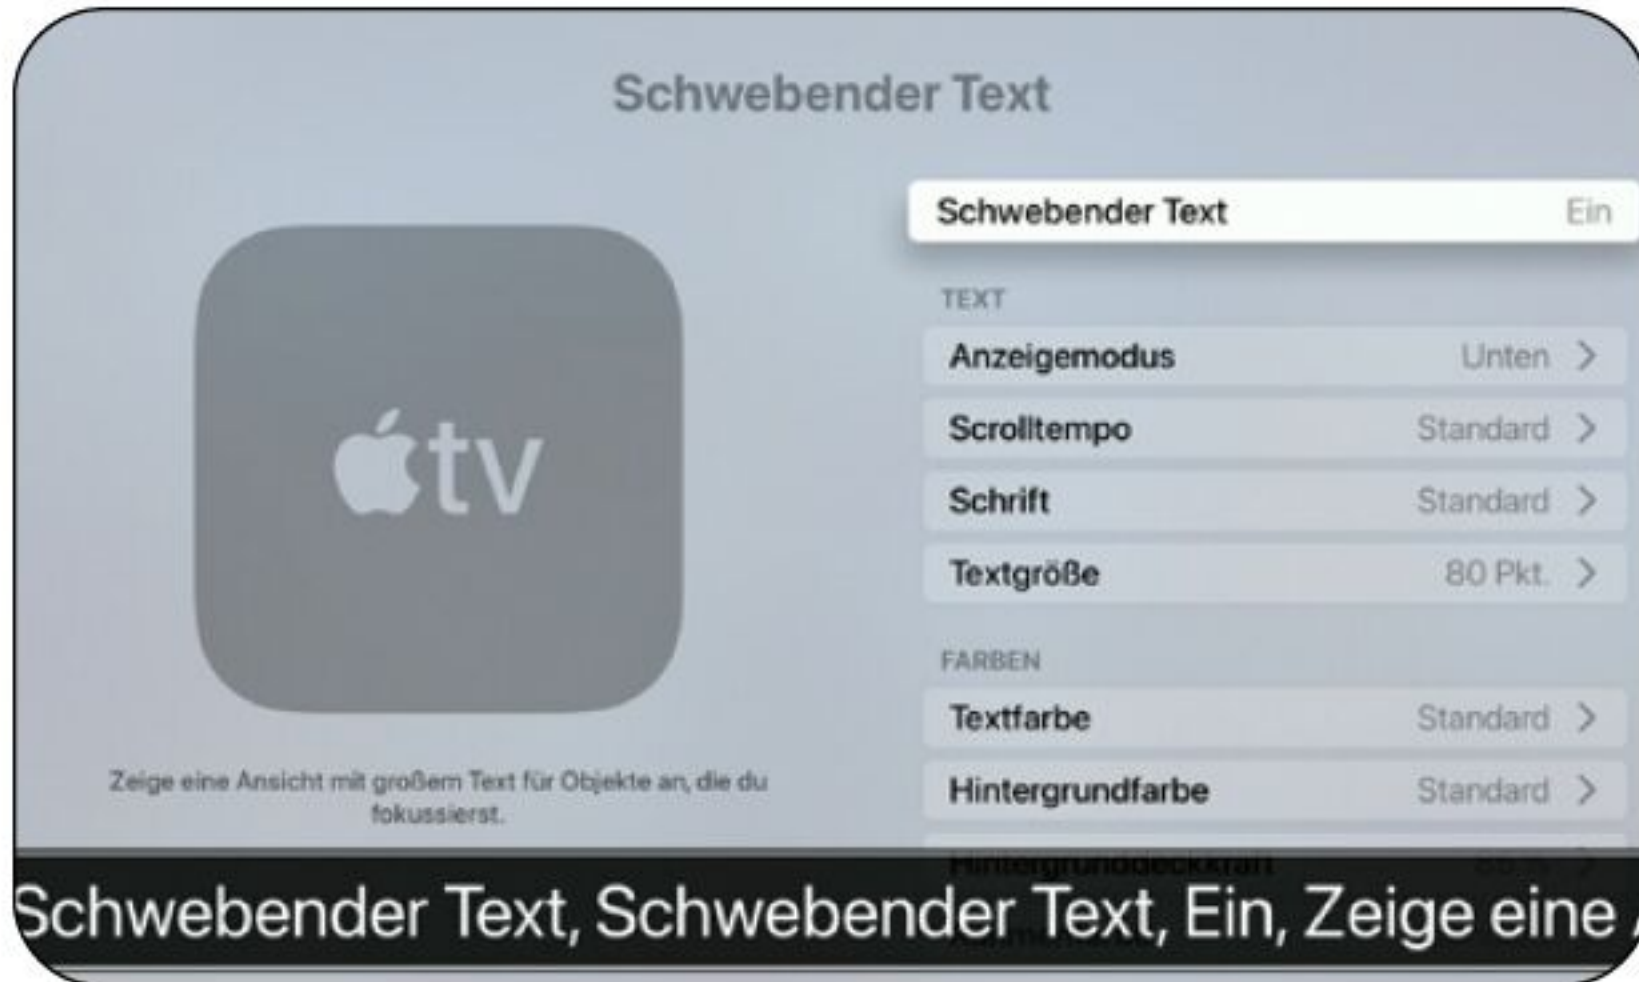 Schwebender Text
Schwebender Text Ein
TEXT
Anzeigemodus Unten
Scrolltempo Standard
Schrift Standard
Textgröße 80 Pkt.
FARBEN
Textfarbe Standard
Hintergrundfarbe Standard
tv
Zeige eine Ansicht mit großem Text für Objekte an, die du
fokussierst.
Hintergrunddeckkraft
Schwebender Text, Schwebender Text, Ein, Zeige eine